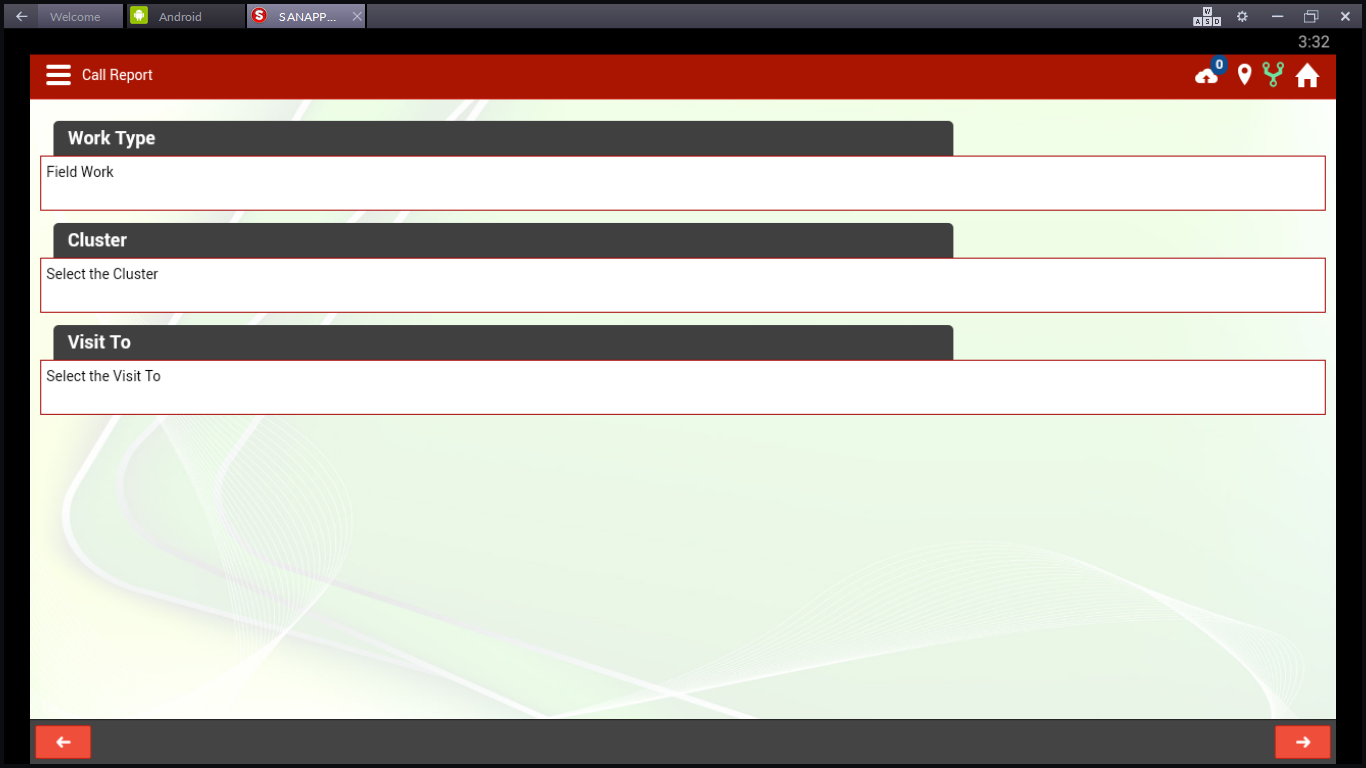 Welcome
Android
SANAPP...
W
A S D
3:32
Call Report
0
Work Type
Field Work
Cluster
Select the Cluster
Visit To
Select the Visit To